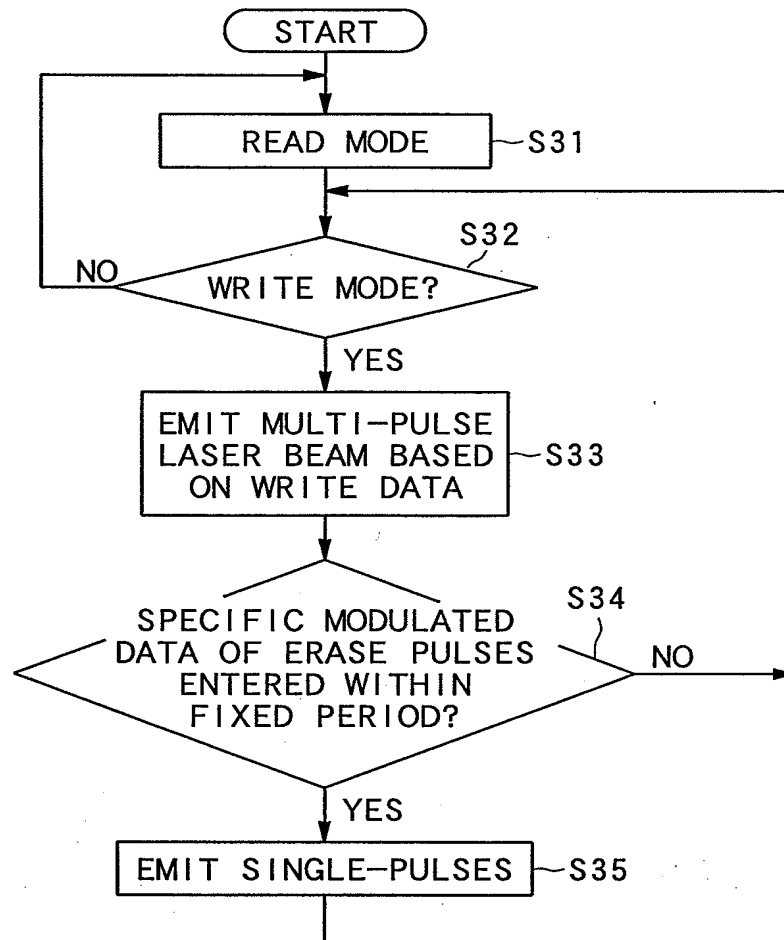 START
READ MODE
S31
S32
NO
WRITE MODE?
YES
EMIT MULTI-PULSE
LASER BEAM BASED
ON WRITE DATA
S33
S34
SPECIFIC MODULATED
DATA OF ERASE PULSES
ENTERED WITHIN
FIXED PERIOD?
NO
YES
EMIT SINGLE-PULSES
S35